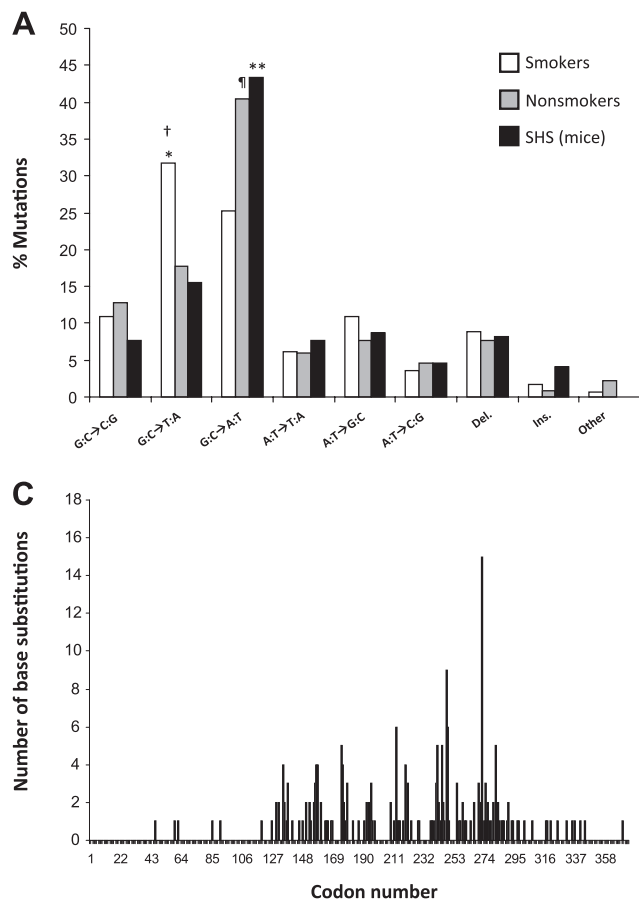 A
% Mutations
50
45
40
35
30
25
20
15
10
5
0
†
*
¶
**
Smokers
Nonsmokers
SHS (mice)
G:C→C:G
G:C→T:A
G:C→A:T
A:T→T:A
A:T→G:C
A:T→C:G
Del.
Ins.
Other
C
Number of base substitutions
18
16
14
12
10
8
6
4
2
0
1 22 43 64 85 106 127 148 169 190 211 232 253 274 295 316 337 358
Codon number